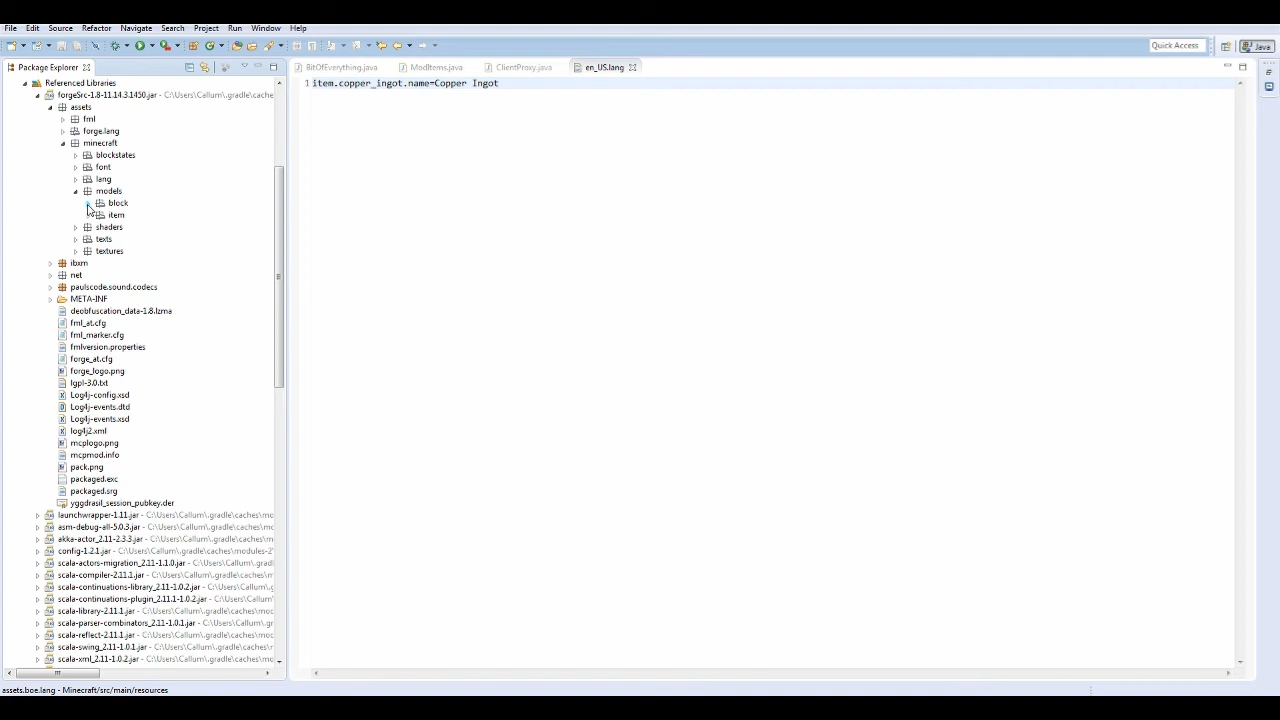 File Edit Source Refactor Navigate Search Project Run Window Help
Quick Access Java
Package Explorer BitOfEverything.java ModItems.java ClientProxy.java en_US.lang
Referenced Libraries
1 item.copper_ingot.name=Copper Ingot
forgeSrc-1.8-11.14.3.1450.jar - C:\Users\Callum\.gradle\cache
assets
fml
forge.lang
minecraft
blockstates
font
lang
models
block
item
shaders
texts
textures
ibxm
net
paulscode.sound.codecs
META-INF
deobfuscation_data-1.8.lzma
fml_at.cfg
fml_marker.cfg
fmlversion.properties
forge_at.cfg
forge_logo.png
lgpl-3.0.txt
Log4j-config.xsd
Log4j-events.dtd
Log4j-events.xsd
log4j2.xml
mcplogo.png
mcpmod.info
pack.png
packaged.exc
packaged.srg
yggdrasil_session_pubkey.der
launchwrapper-1.11.jar - C:\Users\Callum\.gradle\caches\mo
asm-debug-all-5.0.3.jar - C:\Users\Callum\.gradle\caches\mo
akka-actor_2.11-2.3.3.jar - C:\Users\Callum\.gradle\caches\m
config-1.2.1.jar - C:\Users\Callum\.gradle\caches\modules-2\
scala-actors-migration_2.11-1.1.0.jar - C:\Users\Callum\.gra
scala-compiler-2.11.1.jar - C:\Users\Callum\.gradle\caches\
scala-continuations-library_2.11-1.0.2.jar - C:\Users\Callum
scala-continuations-plugin_2.11.1-1.0.2.jar - C:\Users\Callu
scala-library-2.11.1.jar - C:\Users\Callum\.gradle\caches\mo
scala-parser-combinators_2.11-1.0.1.jar - C:\Users\Callum\
scala-reflect-2.11.1.jar - C:\Users\Callum\.gradle\caches\mo
scala-swing_2.11-1.0.1.jar - C:\Users\Callum\.gradle\caches
scala-xml_2.11-1.0.2.jar - C:\Users\Callum\.gradle\caches\m
assets.boe.lang - Minecraft/src/main/resources